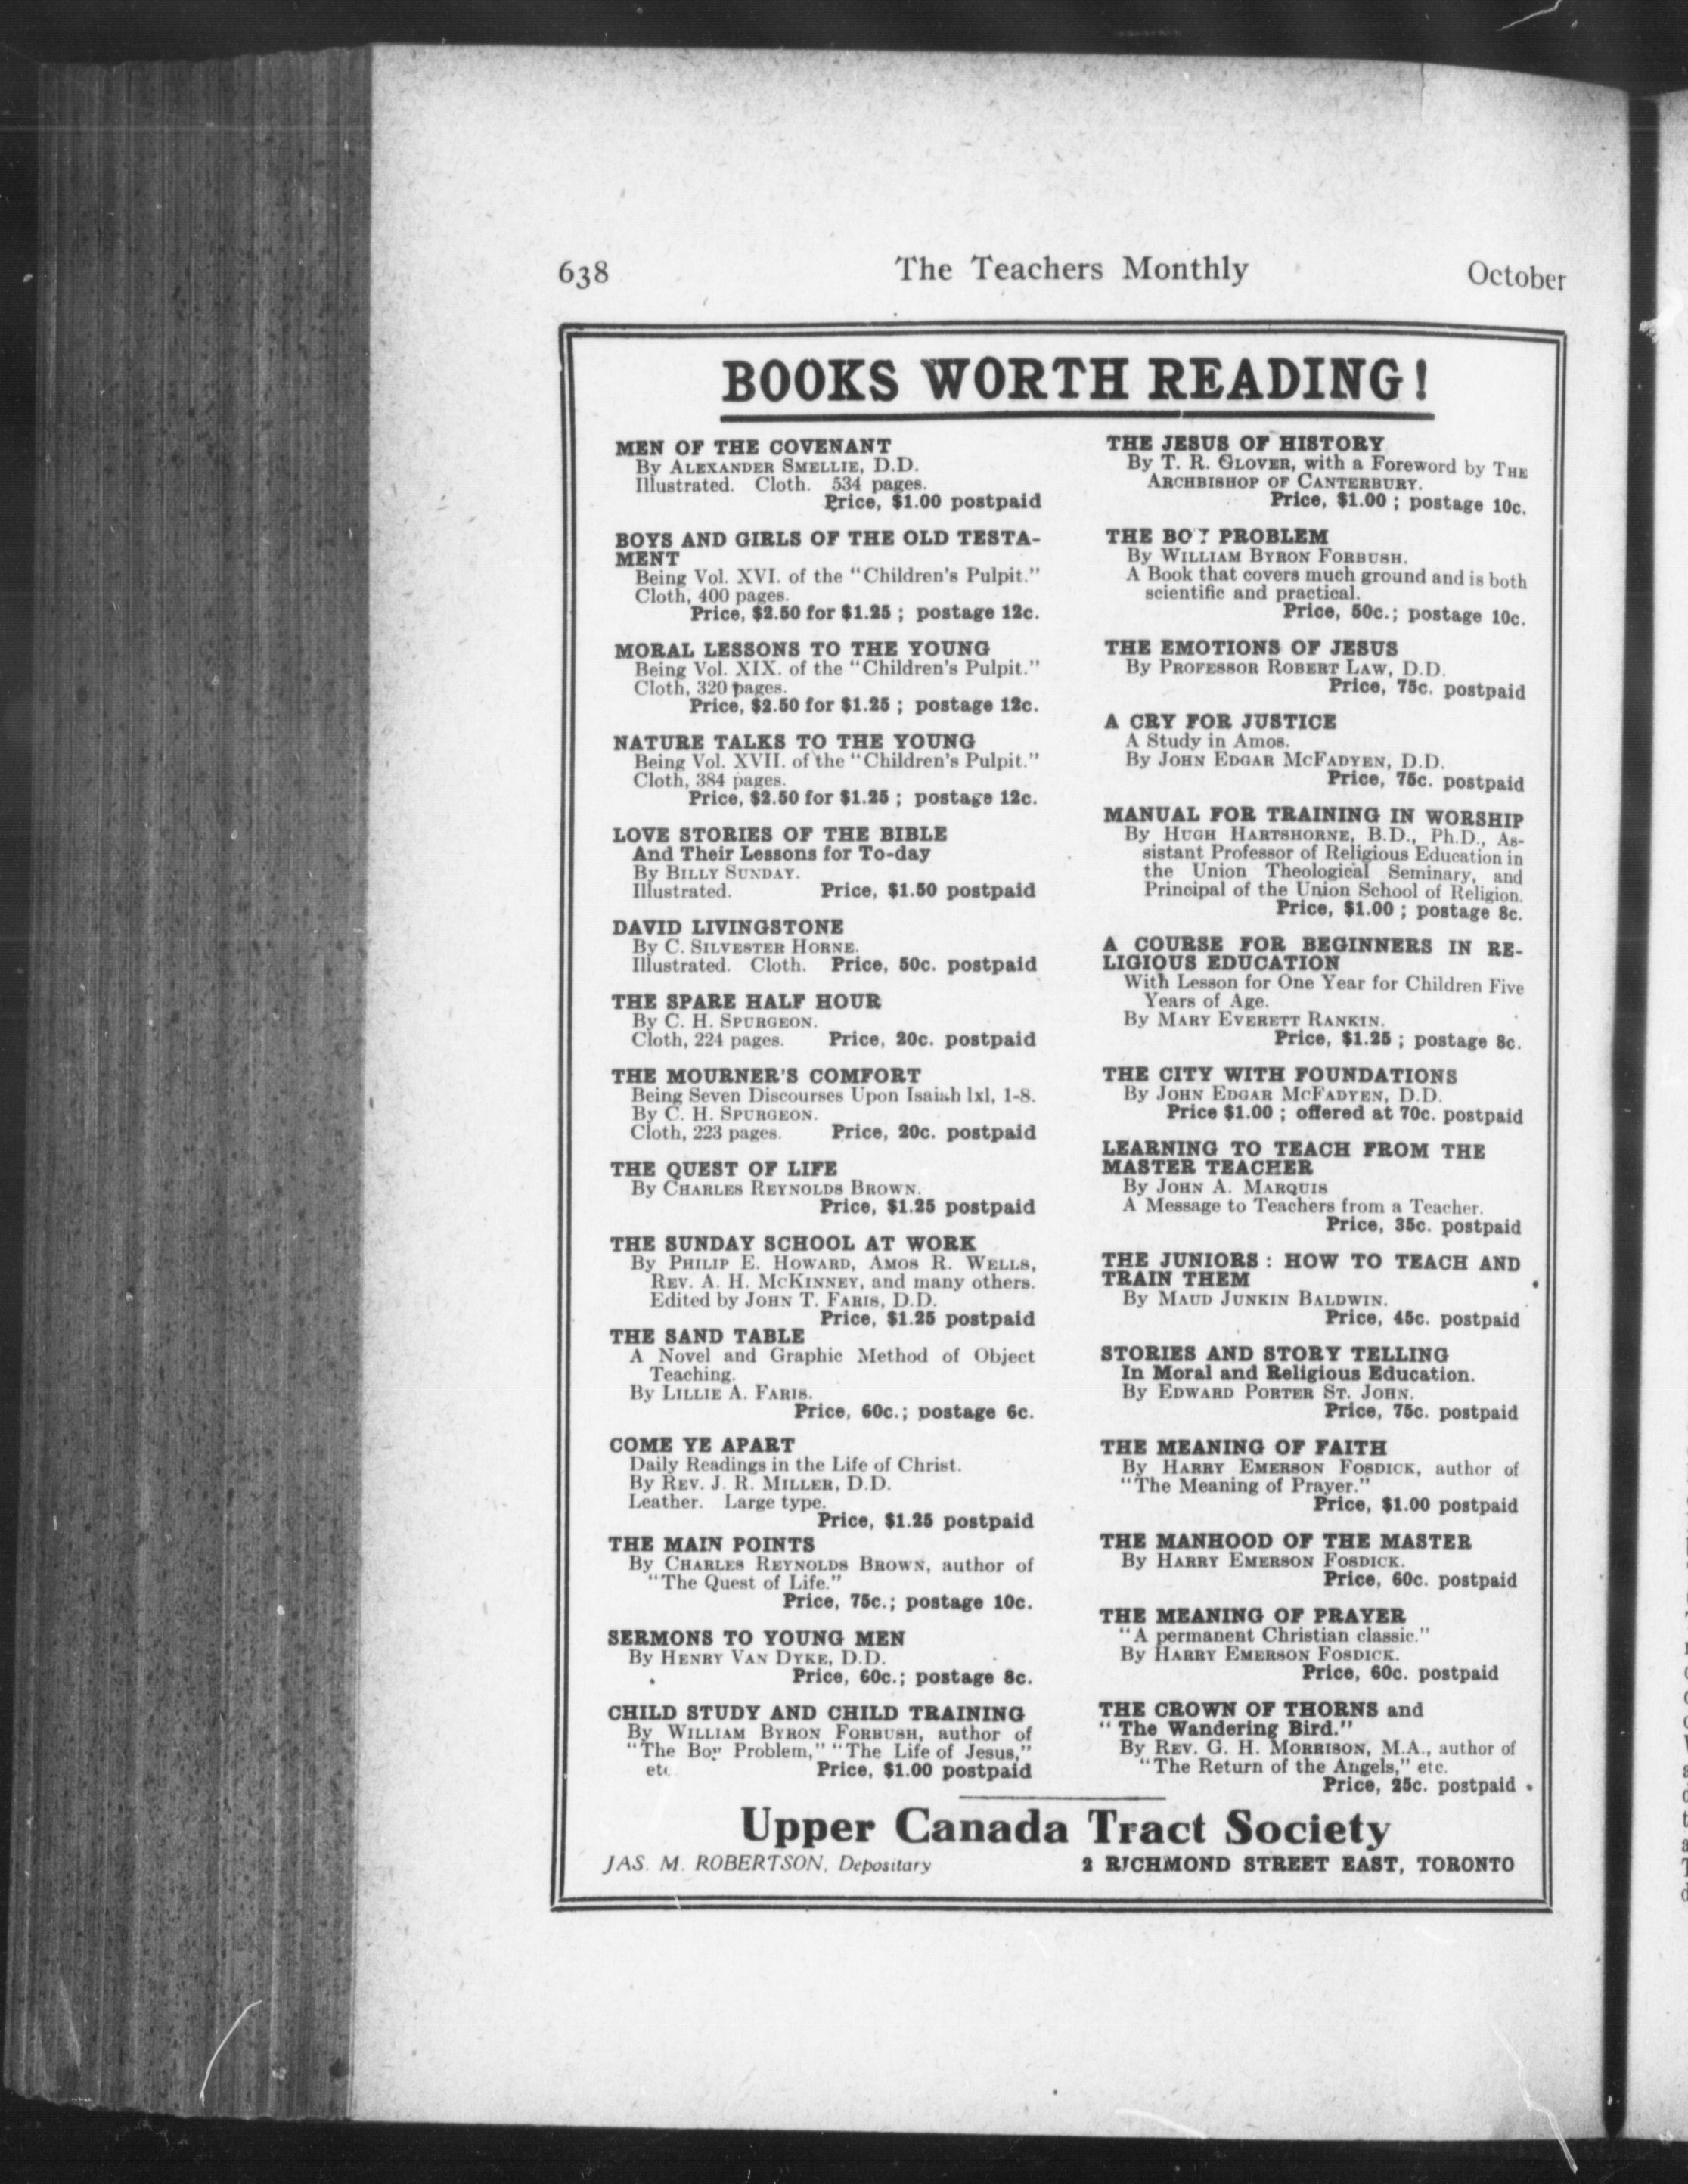 638 The Teachers Monthly October
BOOKS WORTH READING!
MEN OF THE COVENANT
By ALEXANDER SMELLIE, D.D.
Illustrated. Cloth. 534 pages.
Price, $1.00 postpaid
BOYS AND GIRLS OF THE OLD TESTA-
MENT
Being Vol. XVI. of the "Children's Pulpit."
Cloth, 400 pages.
Price, $2.50 for $1.25 ; postage 12c.
MORAL LESSONS TO THE YOUNG
Being Vol. XIX. of the "Children's Pulpit."
Cloth, 320 pages.
Price, $2.50 for $1.25 ; postage 12c.
NATURE TALKS TO THE YOUNG
Being Vol. XVII. of the "Children's Pulpit."
Cloth, 384 pages.
Price, $2.50 for $1.25 ; postage 12c.
LOVE STORIES OF THE BIBLE
And Their Lessons for To-day
By BILLY SUNDAY.
Illustrated. Price, $1.50 postpaid
DAVID LIVINGSTONE
By C. SILVESTER HORNE.
Illustrated. Cloth. Price, 50c. postpaid
THE SPARE HALF HOUR
By C. H. SPURGEON.
Cloth, 224 pages. Price, 20c. postpaid
THE MOURNER'S COMFORT
Being Seven Discourses Upon Isaiah lxl, 1-8.
By C. H. SPURGEON.
Cloth, 223 pages. Price, 20c. postpaid
THE QUEST OF LIFE
By CHARLES REYNOLDS BROWN.
Price, $1.25 postpaid
THE SUNDAY SCHOOL AT WORK
By PHILIP E. HOWARD, AMOS R. WELLS,
REV. A. H. MCKINNEY, and many others.
Edited by JOHN T. FARIS, D.D.
Price, $1.25 postpaid
THE SAND TABLE
A Novel and Graphic Method of Object
Teaching.
By LILLIE A. FARIS.
Price, 60c.; postage 6c.
COME YE APART
Daily Readings in the Life of Christ.
By REV. J. R. MILLER, D.D.
Leather. Large type.
Price, $1.25 postpaid
THE MAIN POINTS
By CHARLES REYNOLDS BROWN, author of
"The Quest of Life."
Price, 75c.; postage 10c.
SERMONS TO YOUNG MEN
By HENRY VAN DYKE, D.D.
Price, 60c.; postage 8c.
CHILD STUDY AND CHILD TRAINING
By WILLIAM BYRON FORBUSH, author of
"The Boy Problem," "The Life of Jesus,"
etc. Price, $1.00 postpaid
THE JESUS OF HISTORY
By T. R. GLOVER, with a Foreword by THE
ARCHBISHOP OF CANTERBURY.
Price, $1.00 ; postage 10c.
THE BOY PROBLEM
By WILLIAM BYRON FORBUSH.
A Book that covers much ground and is both
scientific and practical.
Price, 50c.; postage 10c.
THE EMOTIONS OF JESUS
By PROFESSOR ROBERT LAW, D.D.
Price, 75c. postpaid
A CRY FOR JUSTICE
A Study in Amos.
By JOHN EDGAR MCFADYEN, D.D.
Price, 75c. postpaid
MANUAL FOR TRAINING IN WORSHIP
By HUGH HARTSHORNE, B.D., Ph.D., As-
sistant Professor of Religious Education in
the Union Theological Seminary, and
Principal of the Union School of Religion.
Price, $1.00 ; postage 8c.
A COURSE FOR BEGINNERS IN RE-
LIGIOUS EDUCATION
With Lesson for One Year for Children Five
Years of Age.
By MARY EVERETT RANKIN.
Price, $1.25 ; postage 8c.
THE CITY WITH FOUNDATIONS
By JOHN EDGAR MCFADYEN, D.D.
Price $1.00 ; offered at 70c. postpaid
LEARNING TO TEACH FROM THE
MASTER TEACHER
By JOHN A. MARQUIS
A Message to Teachers from a Teacher.
Price, 35c. postpaid
THE JUNIORS : HOW TO TEACH AND
TRAIN THEM
By MAUD JUNKIN BALDWIN.
Price, 45c. postpaid
STORIES AND STORY TELLING
In Moral and Religious Education.
By EDWARD PORTER ST. JOHN.
Price, 75c. postpaid
THE MEANING OF FAITH
By HARRY EMERSON FOSDICK, author of
"The Meaning of Prayer."
Price, $1.00 postpaid
THE MANHOOD OF THE MASTER
By HARRY EMERSON FOSDICK.
Price, 60c. postpaid
THE MEANING OF PRAYER
"A permanent Christian classic."
By HARRY EMERSON FOSDICK.
Price, 60c. postpaid
THE CROWN OF THORNS and
"The Wandering Bird."
By REV. G. H. MORRISON, M.A., author of
"The Return of the Angels," etc.
Price, 25c. postpaid
Upper Canada Tract Society
JAS. M. ROBERTSON, Depositary 2 RICHMOND STREET EAST, TORONTO